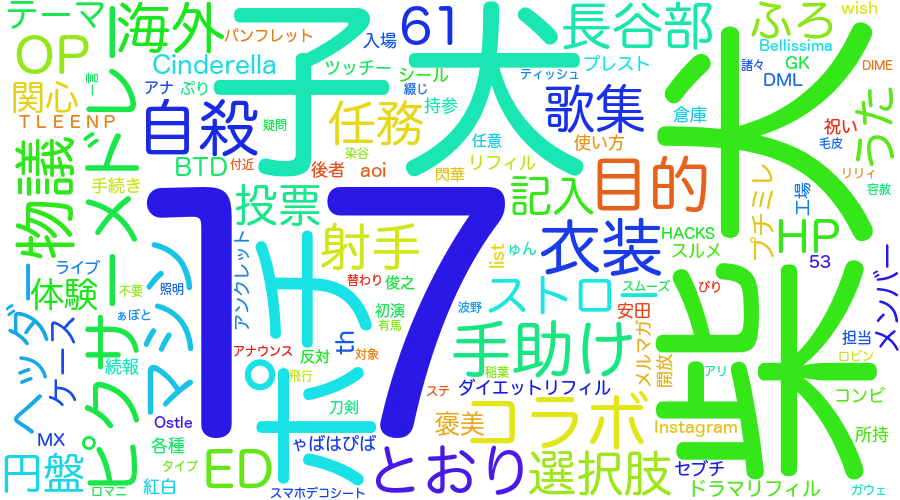 テーマ
海外
パンフレット
入場
61
長谷部
ふろ
wish
OP
Cinderella
ツッチー
シール
プレスト
Bellissima
GK
諸々
DML
DIME
関心
一言
アナ
ぷり
綴じ
ティッシュ
TLEENP
自殺
疑問
任務
持参
歌集
倉庫
祝い
毛皮
うた
子犬
柴
米
物議
メドレー
BTD
付近
染谷
後者
aoi
任意
リフィル
使い方
閃華
手続き
投票
記入
目的
プチミレ
工場
リリィ
容赦
17
射手
list
ゅん
衣装
HACKS
スルメ
HP
53
メンバー
ライブ
体験
不要
照明
アンクレット
替わり
俊之
ストロー
スムーズ
びり
ヘッダー
ケース
ぁぼと
マシン
ピクサー
ポチ
初演
有馬
波野
安田
メルマガ
開放
担当
続報
アナウンス
反対
th
対象
手助け
ロビン
飛行
稲葉
アリ
Ostle
刀剣
ステ
ダイエットリフィル
コンビ
MX
各種
ゃばはぴば
褒美
コラボ
Instagram
所持
円盤
タイプ
ED
とおり
選択肢
セブチ
ロマニ
紅白
スマホデコシート
ドラマリフィル
ガウェ